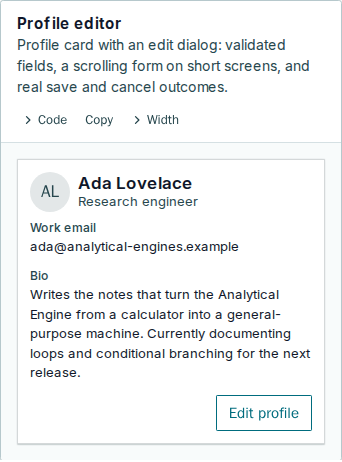 Profile editor
Profile card with an edit dialog: validated
fields, a scrolling form on short screens, and
real save and cancel outcomes.
Code Copy Width
AL
Ada Lovelace
Research engineer
Work email
ada@analytical-engines.example
Bio
Writes the notes that turn the Analytical
Engine from a calculator into a general-
purpose machine. Currently documenting
loops and conditional branching for the next
release.
Edit profile